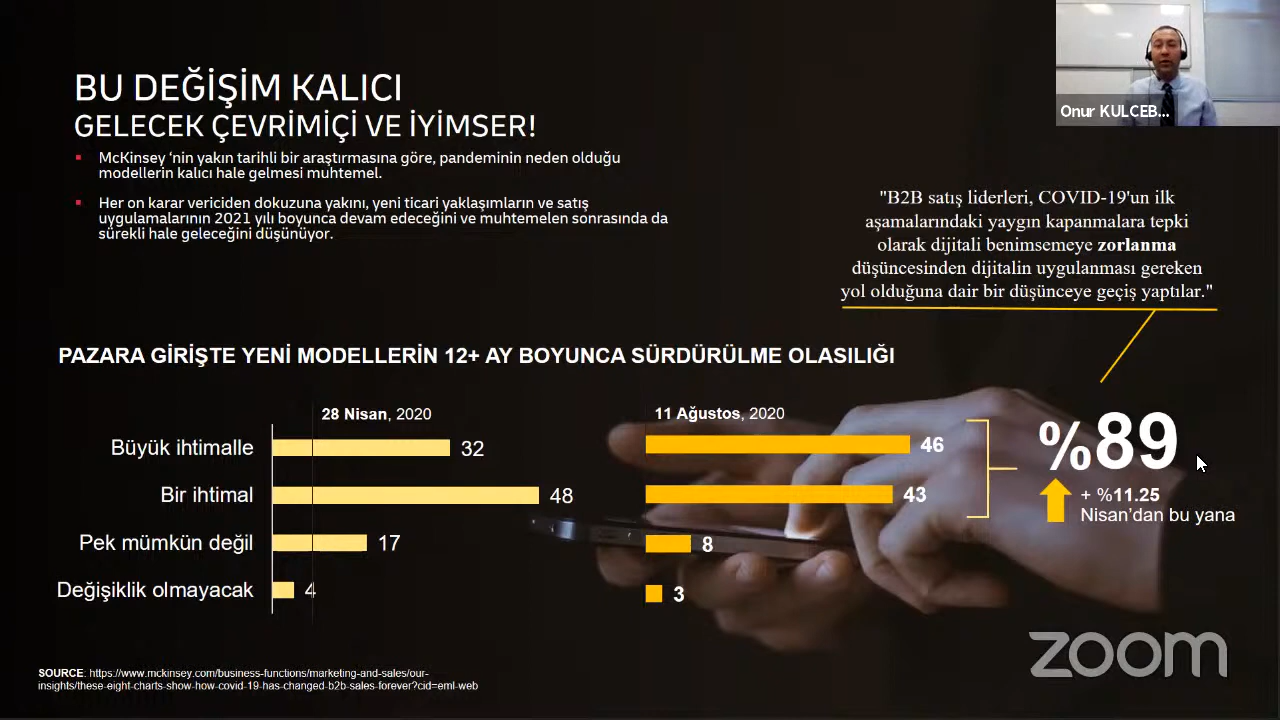 BU DEĞİŞİM KALICI
GELECEK ÇEVRİMİÇİ VE İYİMSER!
McKinsey ‘nin yakın tarihli bir araştırmasına göre, pandeminin neden olduğu
modellerin kalıcı hale gelmesi muhtemel.
Her on karar vericiden dokuzuna yakını, yeni ticari yaklaşımların ve satış
uygulamalarının 2021 yılı boyunca devam edeceğini ve muhtemelen sonrasında da
sürekli hale geleceğini düşünüyor.
Onur KULCEB...
"B2B satış liderleri, COVID-19'un ilk
aşamalarındaki yaygın kapanmalara tepki
olarak dijitali benimsemeye zorlanma
düşüncesinden dijitalin uygulanması gereken
yol olduğuna dair bir düşünceye geçiş yaptılar."
PAZARA GİRİŞTE YENİ MODELLERİN 12+ AY BOYUNCA SÜRDÜRÜLME OLASILIĞI
28 Nisan, 2020
11 Ağustos, 2020
Büyük ihtimalle 32 46
Bir ihtimal 48 43
Pek mümkün değil 17 8
Değişiklik olmayacak 4 3
%89
+ %11.25
Nisan’dan bu yana
SOURCE: https://www.mckinsey.com/business-functions/marketing-and-sales/our-
insights/these-eight-charts-show-how-covid-19-has-changed-b2b-sales-forever?cid=eml-web
zoom